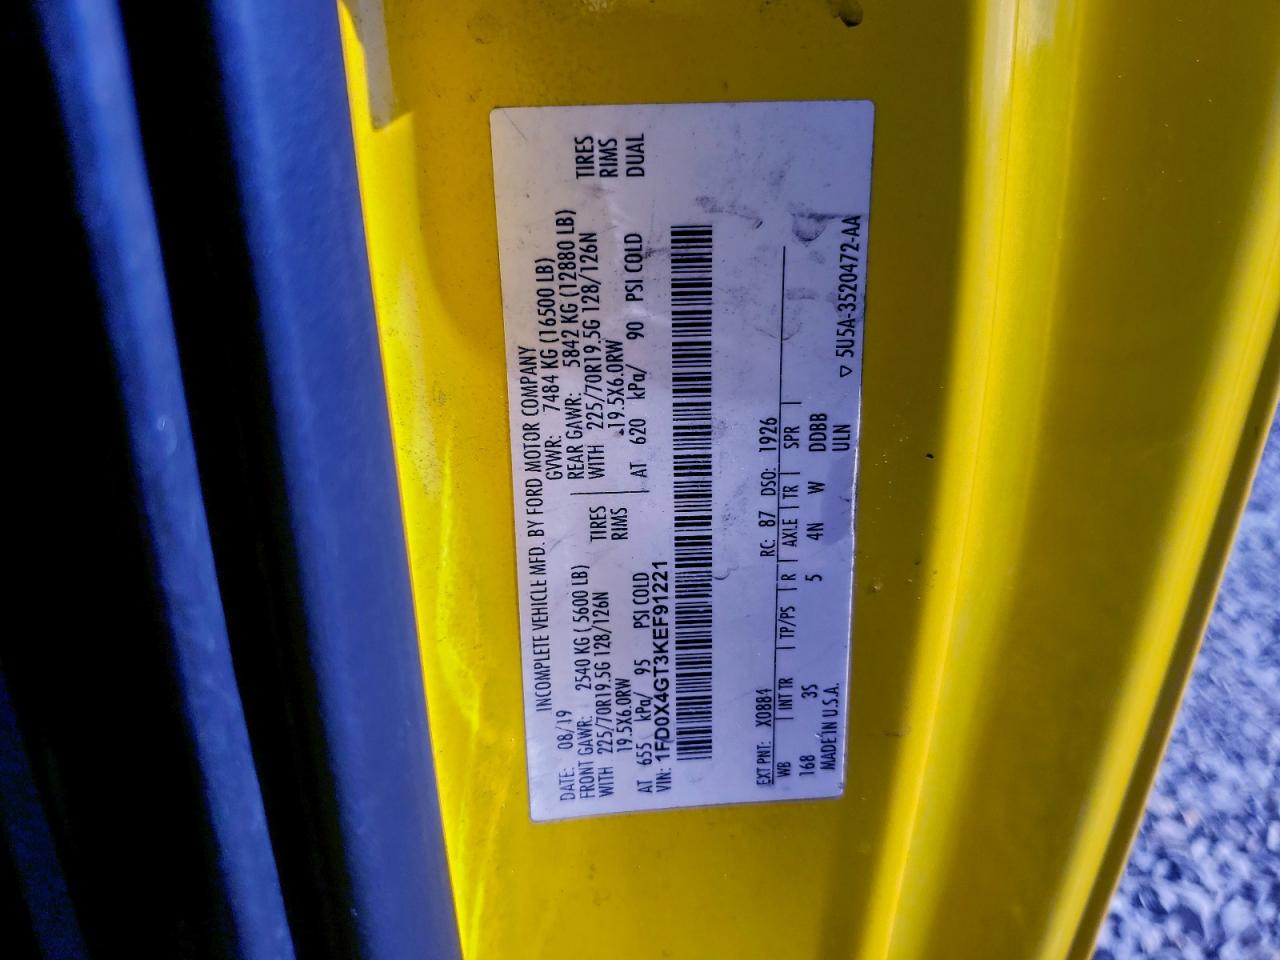 INCOMPLETE VEHICLE MFD. BY FORD MOTOR COMPANY
DATE: 08/19 GVWR: 7484 KG (16500 LB)
FRONT GAWR: 2540 KG ( 5600 LB) REAR GAWR: 5842 KG (12880 LB)
WITH 225/70R19.5G 128/126N TIRES WITH 225/70R19.5G 128/126N TIRES
19.5X6.0RW RIMS 19.5X6.0RW RIMS
AT 655 kPa/ 95 PSI COLD AT 620 kPa/ 90 PSI COLD DUAL
VIN: 1FD0X4GT3KEF91221
EXT PNT: X0884 RC: 87 DSO: 1926
WB INT TR TP/PS R AXLE TR SPR
168 3S 5 4N W DDBB
MADE IN U.S.A. ULN
▽ 5U5A-3520472-AA